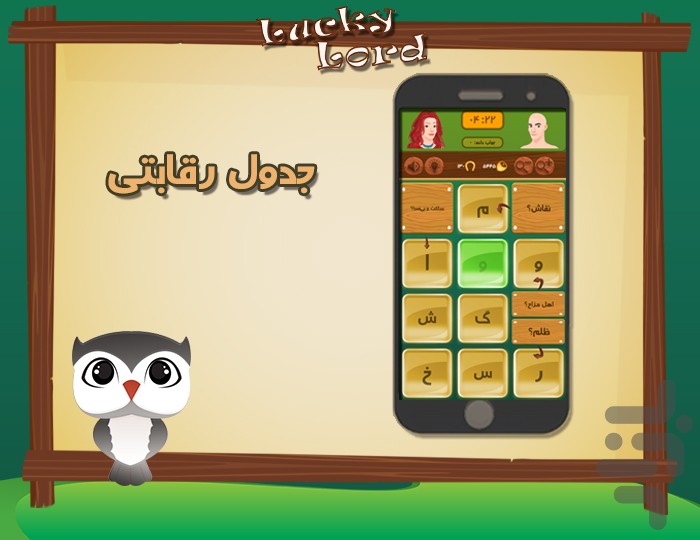 Lucky
Lord
جدول رقابتی
۰۴:۲۲
نقاش؟
م
و
و
ا
اهل مزاح؟
ظلم؟
گ
ش
ر
س
خ